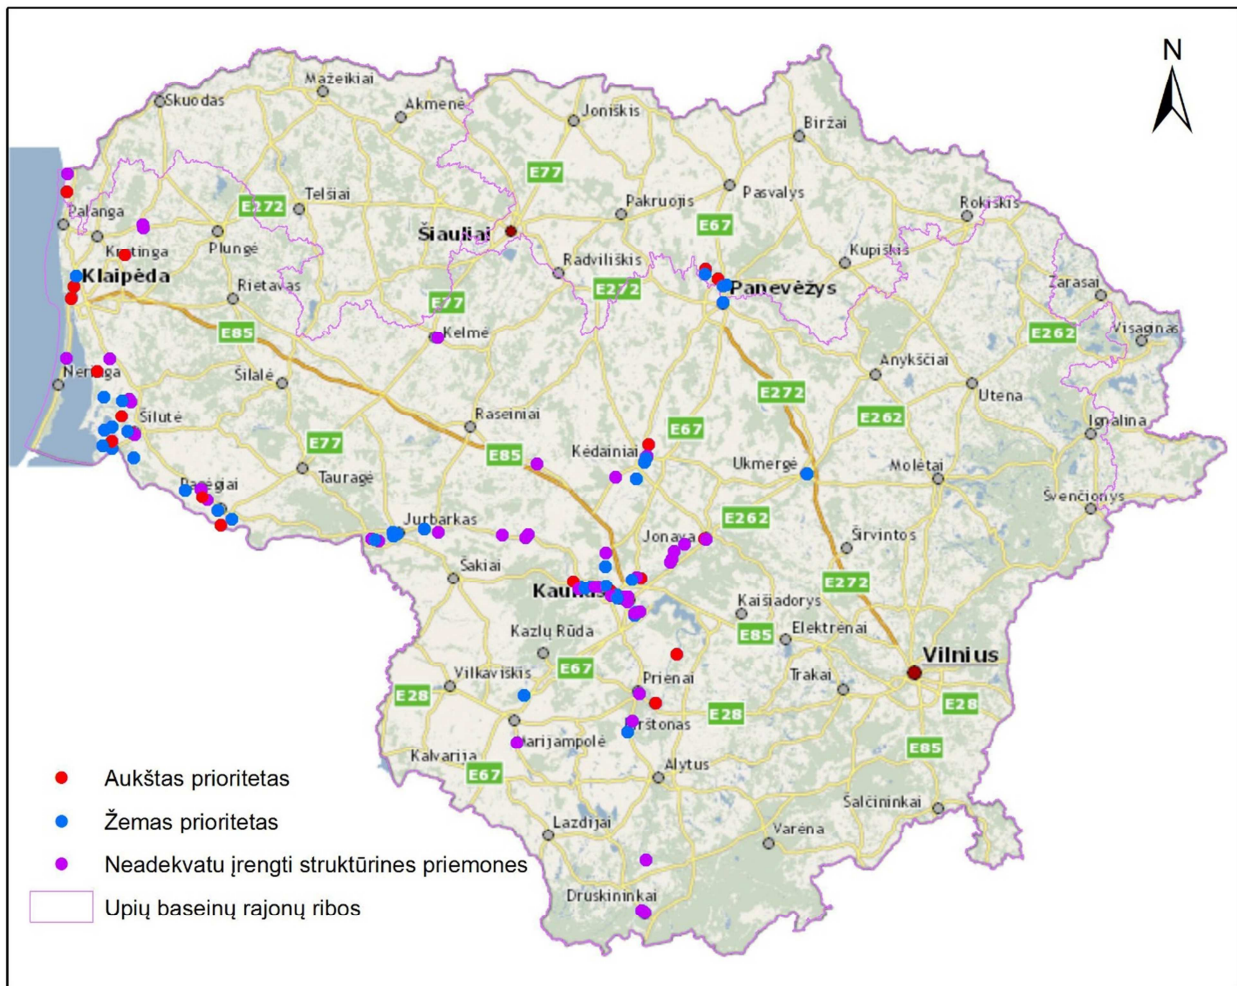 N
Mažeikiai
Skuodas
Akmenė
Joniškis
Biržai
E77
Telšiai
E272
Pasvalys
Pakruojis
Palanga
E67
Rokiškis
Kretinga
Plungė
Šiauliai
Kupiškis
Klaipėda
Radviliškis
Rietavas
E77
E272
Panevėžys
Zarasai
E85
Kelmė
E262
Visaginas
Neringa
Šilalė
Anykščiai
Utena
E272
Šilutė
Raseiniai
E67
E262
Ignalina
E77
E85
Kėdainiai
Ukmergė
Molėtai
Tauragė
Pagėgiai
Švenčionys
Jurbarkas
E262
Jonava
Širvintos
Šakiai
E272
Kaunas
Kaišiadorys
Kazlų Rūda
E85
Elektrėnai
Vilnius
E67
Vilkaviškis
Prienai
Trakai
E28
E28
E28
Birštonas
Marijampolė
E85
Kalvarija
E67
Alytus
Šalčininkai
Lazdijai
Varėna
Druskininkai
Aukštas prioritetas
Žemas prioritetas
Neadekvatu įrengti struktūrines priemones
Upių baseinų rajonų ribos